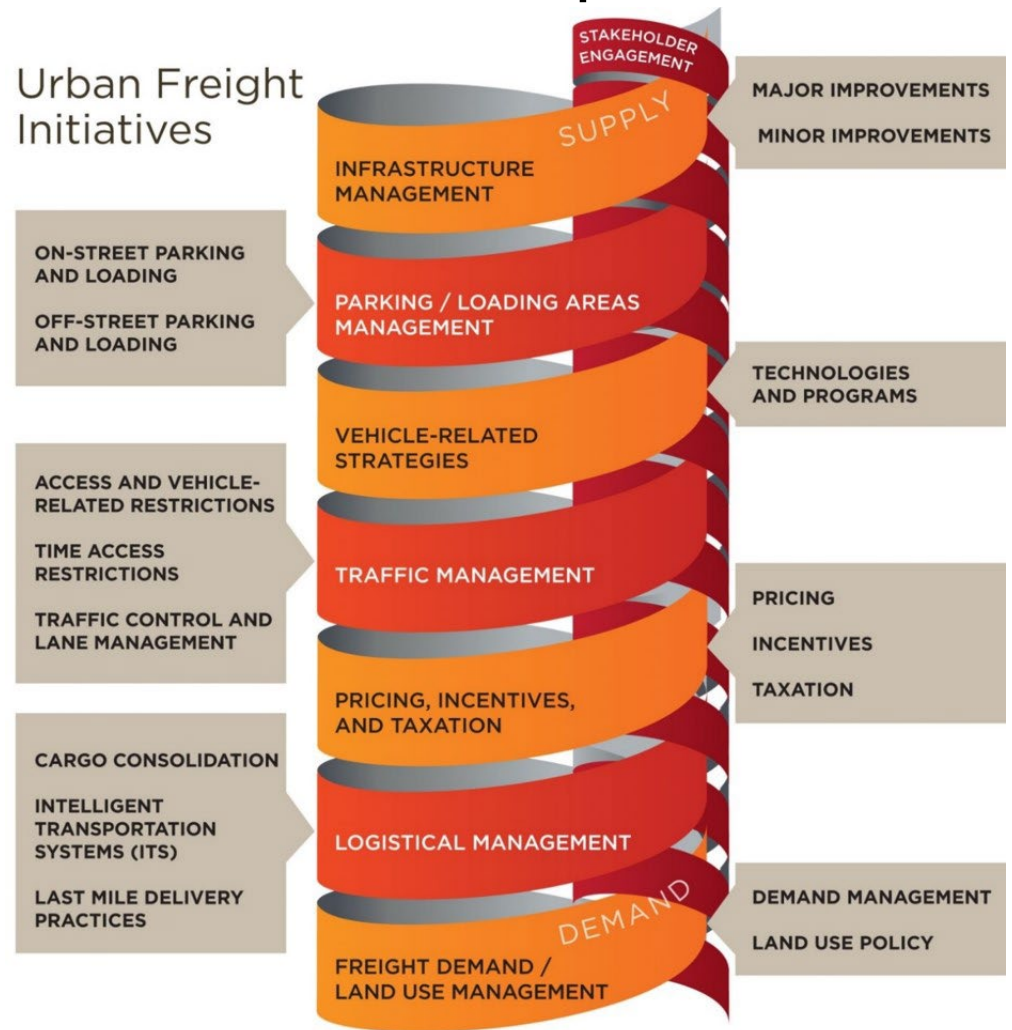 Urban Freight
Initiatives
STAKEHOLDER
ENGAGEMENT
SUPPLY
INFRASTRUCTURE
MANAGEMENT
MAJOR IMPROVEMENTS
MINOR IMPROVEMENTS
ON-STREET PARKING
AND LOADING
OFF-STREET PARKING
AND LOADING
PARKING / LOADING AREAS
MANAGEMENT
VEHICLE-RELATED
STRATEGIES
TECHNOLOGIES
AND PROGRAMS
ACCESS AND VEHICLE-
RELATED RESTRICTIONS
TIME ACCESS
RESTRICTIONS
TRAFFIC CONTROL AND
LANE MANAGEMENT
TRAFFIC MANAGEMENT
PRICING, INCENTIVES,
AND TAXATION
PRICING
INCENTIVES
TAXATION
CARGO CONSOLIDATION
INTELLIGENT
TRANSPORTATION
SYSTEMS (ITS)
LAST MILE DELIVERY
PRACTICES
LOGISTICAL MANAGEMENT
DEMAND
FREIGHT DEMAND /
LAND USE MANAGEMENT
DEMAND MANAGEMENT
LAND USE POLICY